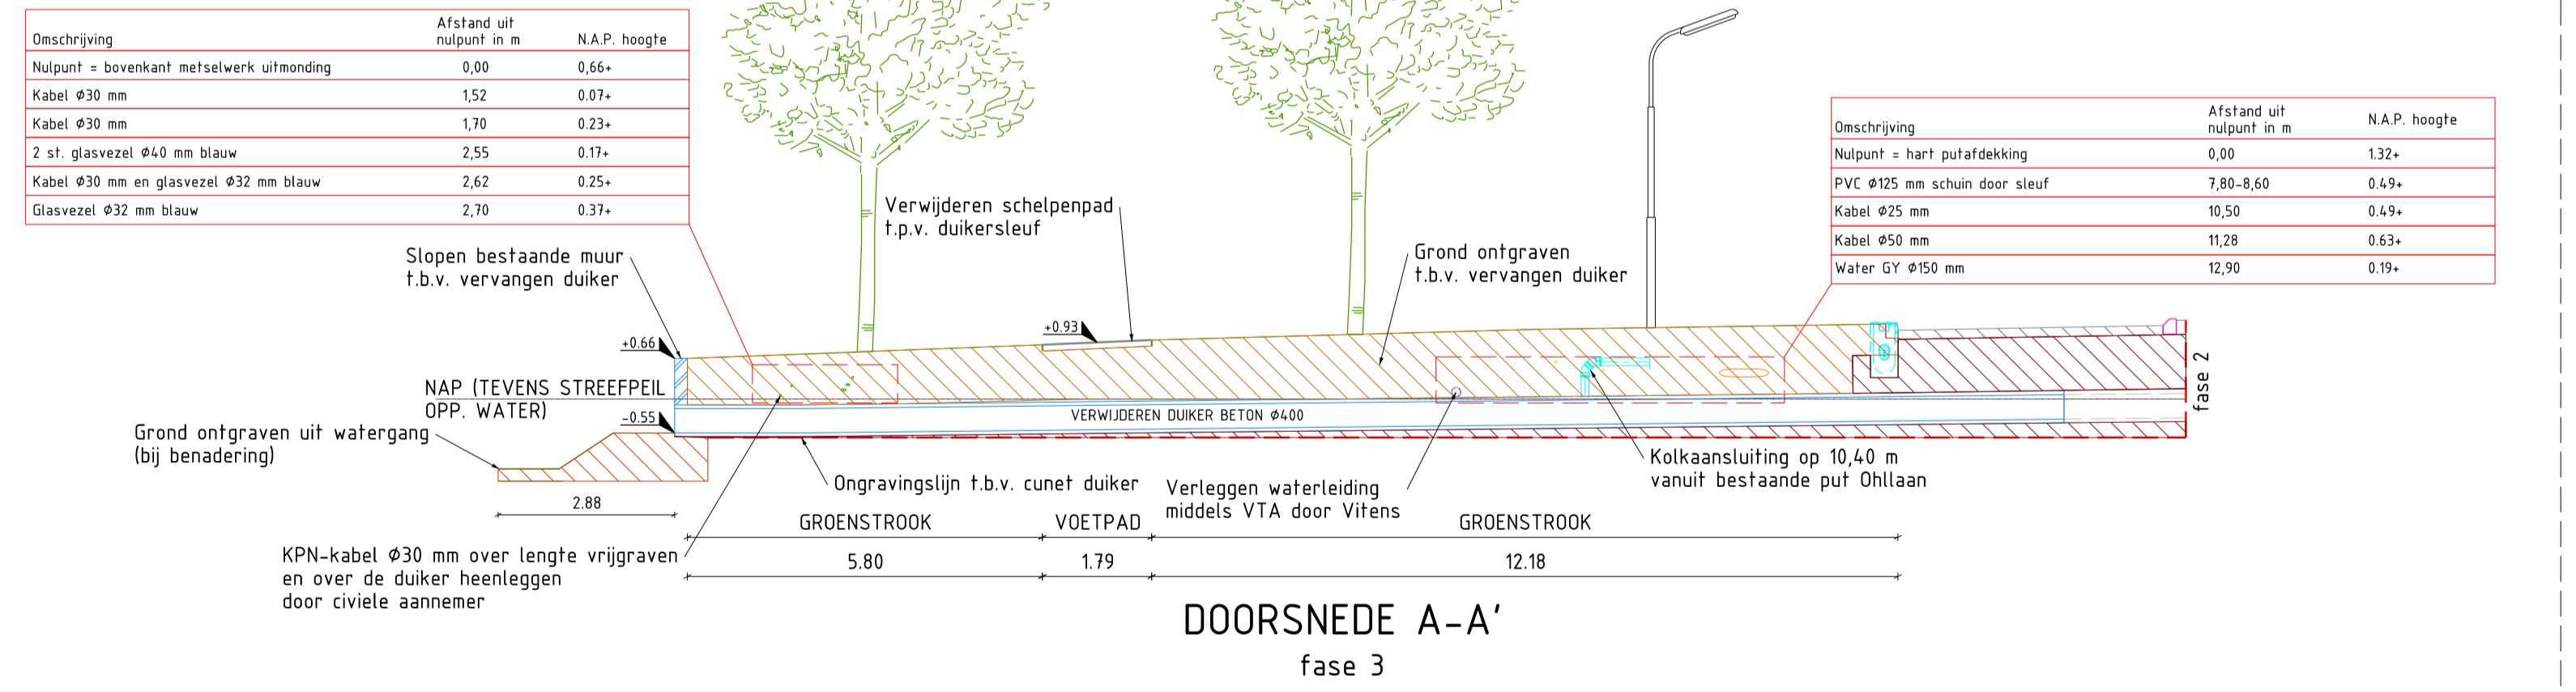 Omschrijving Afstand uit nulpunt in m N.A.P. hoogte
Nulpunt = bovenkant metselwerk uitmonding 0,00 0,66+
Kabel Ø30 mm 1,52 0.07+
Kabel Ø30 mm 1,70 0.23+
2 st. glasvezel Ø40 mm blauw 2,55 0.17+
Kabel Ø30 mm en glasvezel Ø32 mm blauw 2,62 0.25+
Glasvezel Ø32 mm blauw 2,70 0.37+
Omschrijving Afstand uit nulpunt in m N.A.P. hoogte
Nulpunt = hart putafdekking 0,00 1.32+
PVC Ø125 mm schuin door sleuf 7,80-8,60 0.49+
Kabel Ø25 mm 10,50 0.49+
Kabel Ø50 mm 11,28 0.63+
Water GY Ø150 mm 12,90 0.19+
Verwijderen schelpenpad
t.p.v. duikersleuf
Slopen bestaande muur
t.b.v. vervangen duiker
Grond ontgraven
t.b.v. vervangen duiker
+0.93
+0.66
NAP (TEVENS STREEFPEIL
OPP. WATER)
-0.55
VERWIJDEREN DUIKER BETON Ø400
fase 2
Grond ontgraven uit watergang
(bij benadering)
Ongravingslijn t.b.v. cunet duiker
Verleggen waterleiding
middels VTA door Vitens
Kolkaansluiting op 10,40 m
vanuit bestaande put Ohllaan
2.88
GROENSTROOK VOETPAD GROENSTROOK
5.80 1.79 12.18
KPN-kabel Ø30 mm over lengte vrijgraven
en over de duiker heenleggen
door civiele aannemer
DOORSNEDE A-A'
fase 3